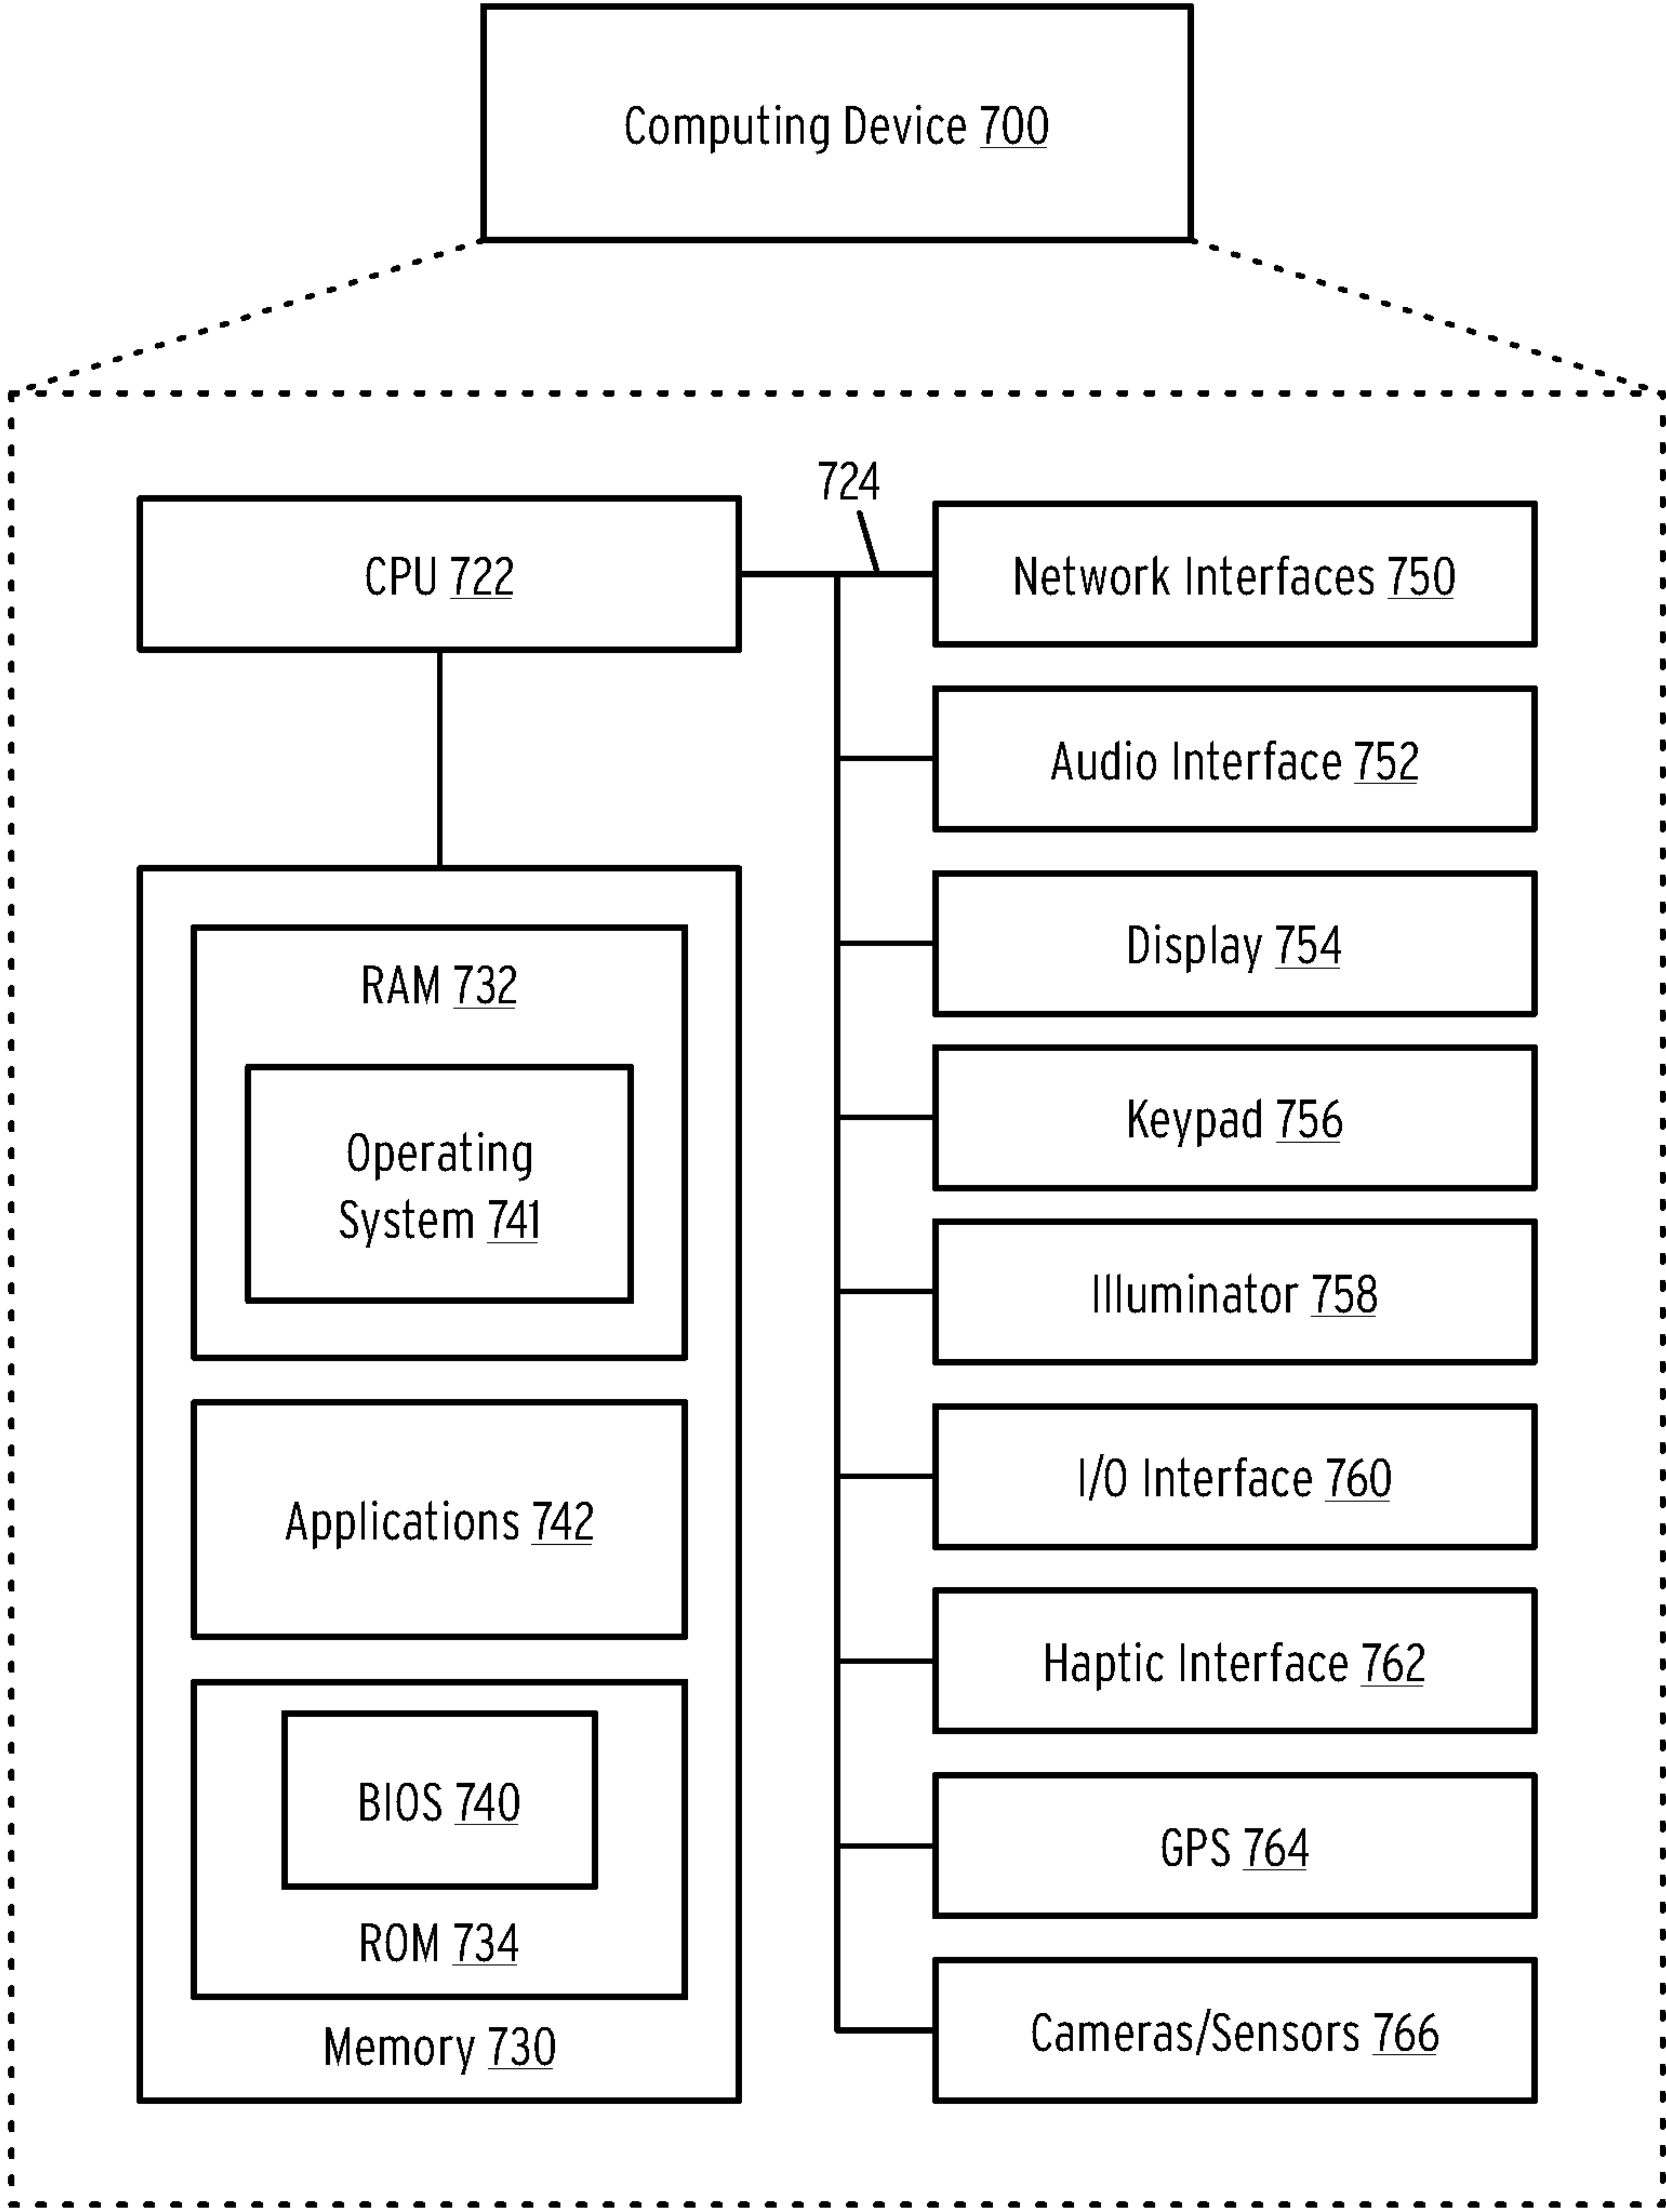 Computing Device 700
724
CPU 722
Network Interfaces 750
Audio Interface 752
Display 754
Keypad 756
Illuminator 758
I/O Interface 760
Haptic Interface 762
GPS 764
Cameras/Sensors 766
RAM 732
Operating
System 741
Applications 742
BIOS 740
ROM 734
Memory 730